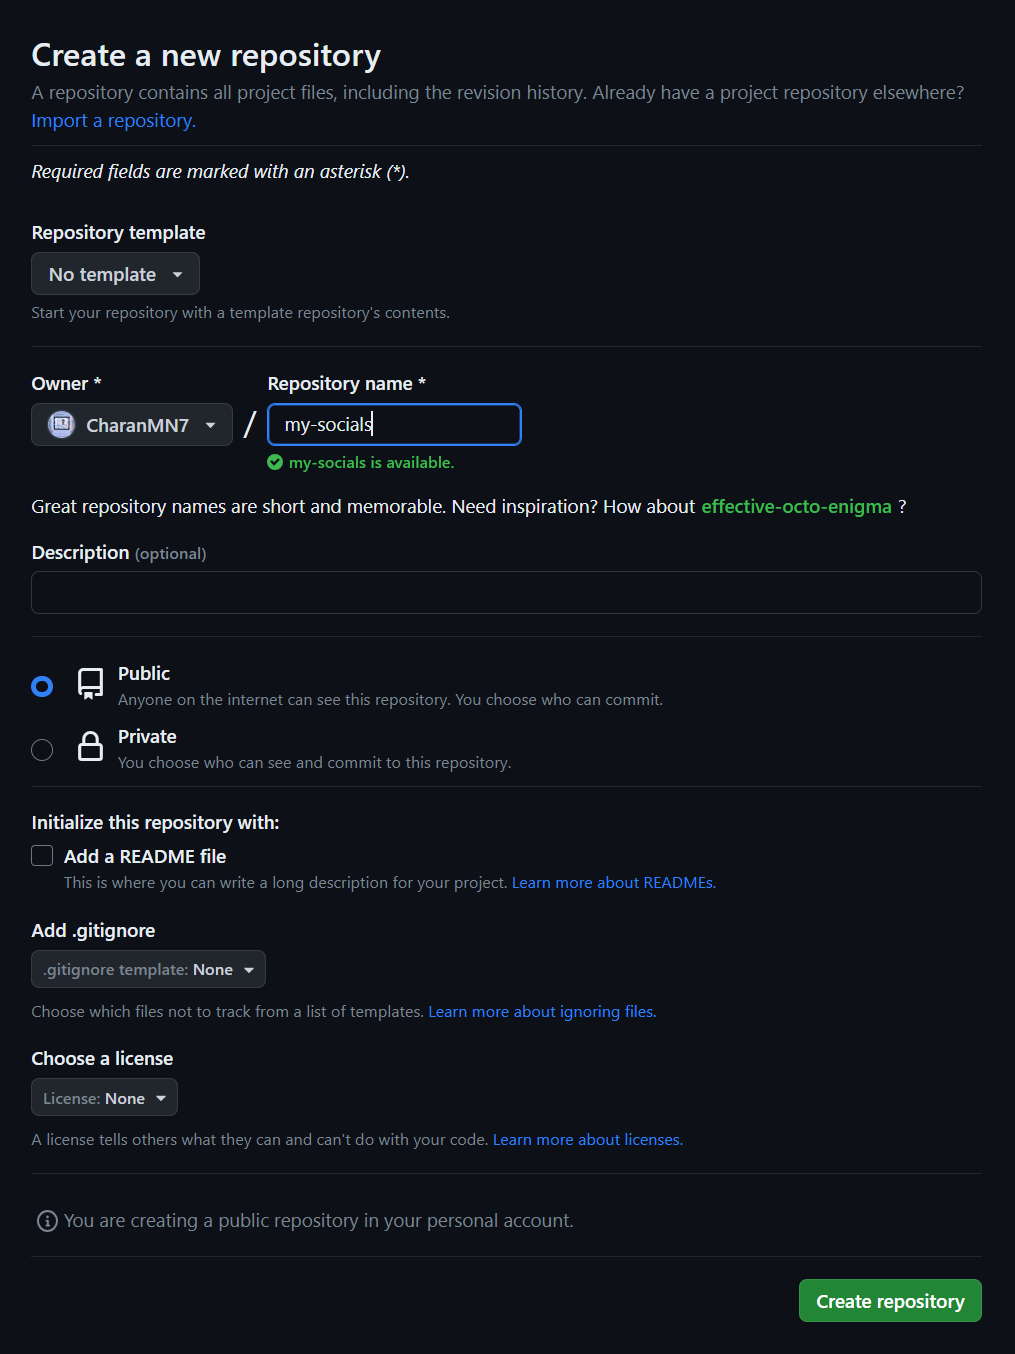 Create a new repository
A repository contains all project files, including the revision history. Already have a project repository elsewhere?
Import a repository.
Required fields are marked with an asterisk (*).
Repository template
No template
Start your repository with a template repository's contents.
Owner * Repository name *
CharanMN7 / my-socials
my-socials is available.
Great repository names are short and memorable. Need inspiration? How about effective-octo-enigma ?
Description (optional)
Public
Anyone on the internet can see this repository. You choose who can commit.
Private
You choose who can see and commit to this repository.
Initialize this repository with:
Add a README file
This is where you can write a long description for your project. Learn more about READMEs.
Add .gitignore
.gitignore template: None
Choose which files not to track from a list of templates. Learn more about ignoring files.
Choose a license
License: None
A license tells others what they can and can't do with your code. Learn more about licenses.
You are creating a public repository in your personal account.
Create repository